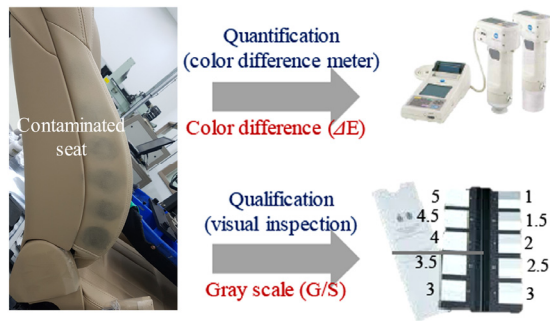 Contaminated
seat
Quantification
(color difference meter)
Color difference (ΔE)
Qualification
(visual inspection)
Gray scale (G/S)
5
4.5
4
3.5
3
1
1.5
2
2.5
3